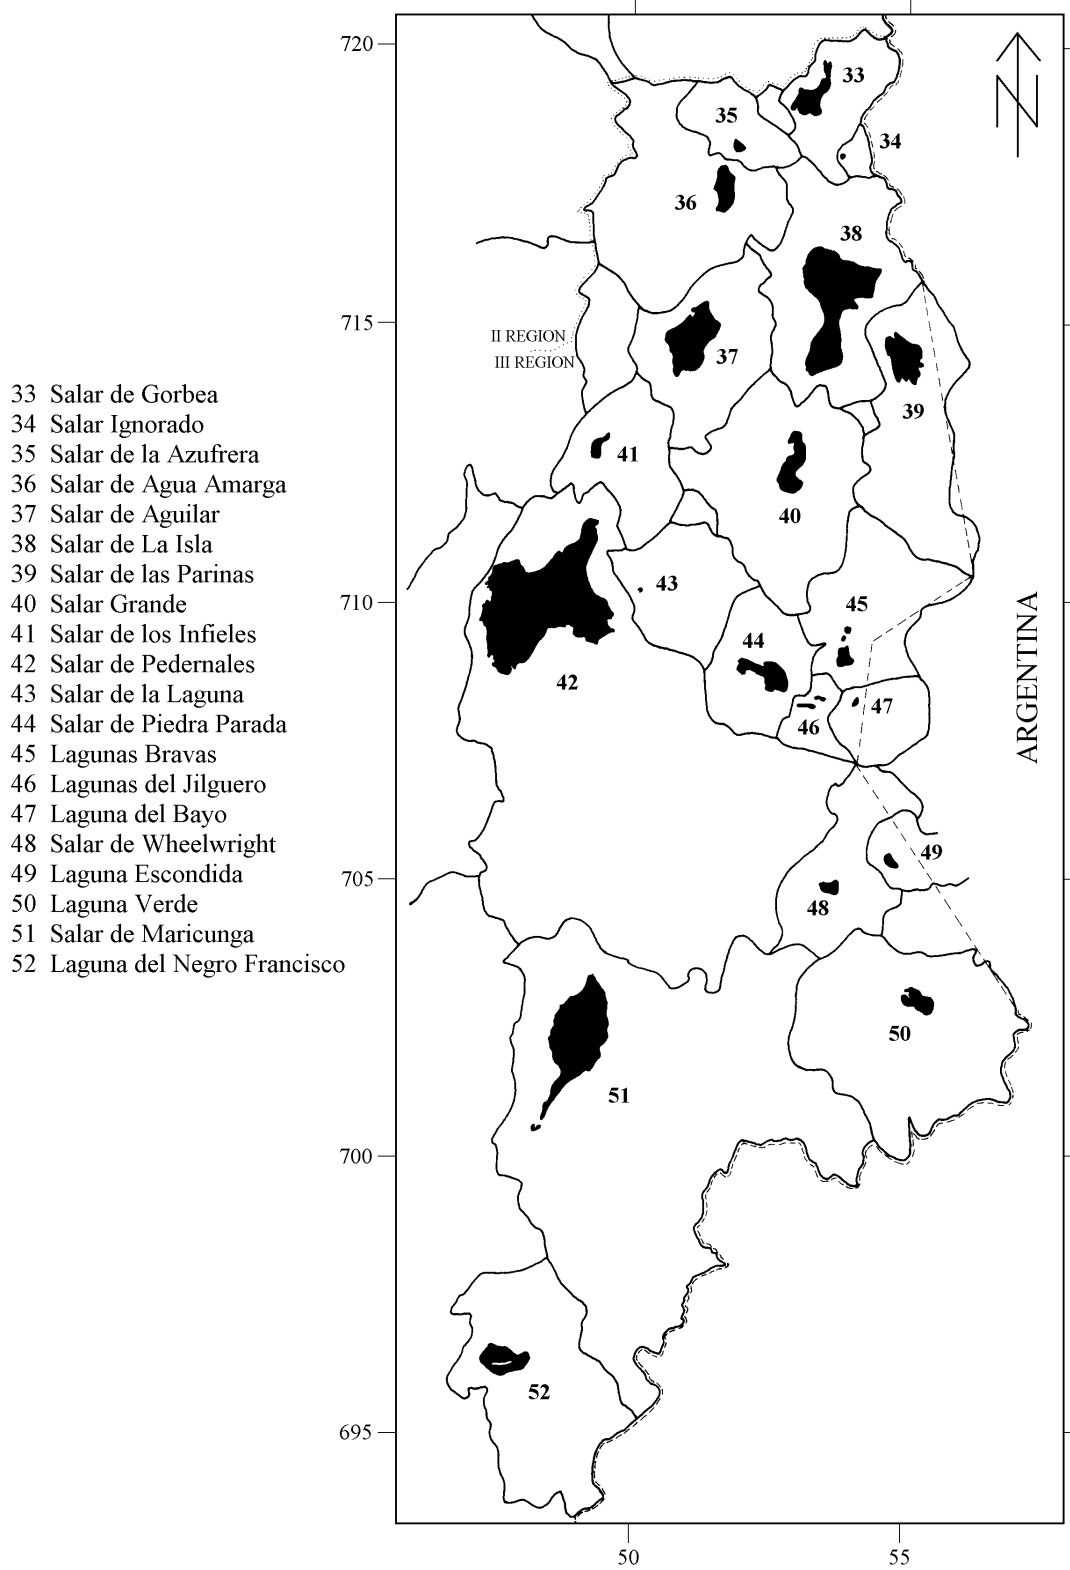 33 Salar de Gorbea
34 Salar Ignorado
35 Salar de la Azufrera
36 Salar de Agua Amarga
37 Salar de Aguilar
38 Salar de La Isla
39 Salar de las Parinas
40 Salar Grande
41 Salar de los Infieles
42 Salar de Pedernales
43 Salar de la Laguna
44 Salar de Piedra Parada
45 Lagunas Bravas
46 Lagunas del Jilguero
47 Laguna del Bayo
48 Salar de Wheelwright
49 Laguna Escondida
50 Laguna Verde
51 Salar de Maricunga
52 Laguna del Negro Francisco
720
715
710
705
700
695
50
55
N
II REGION
III REGION
ARGENTINA
33
34
35
36
38
37
39
41
40
43
45
44
42
47
46
49
48
50
51
52